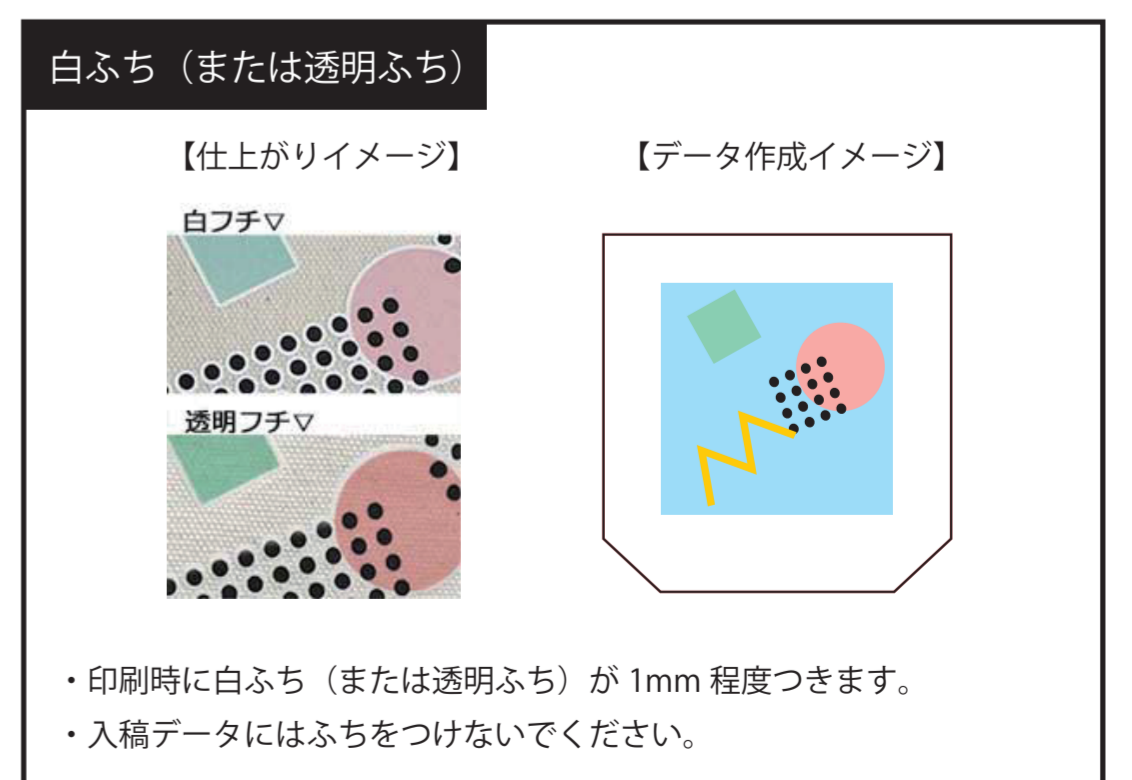 白ふち（または透明ふち）
【仕上がりイメージ】
【データ作成イメージ】
白フチ▽
透明フチ▽
・印刷時に白ふち（または透明ふち）が 1mm 程度つきます。
・入稿データにはふちをつけないでください。